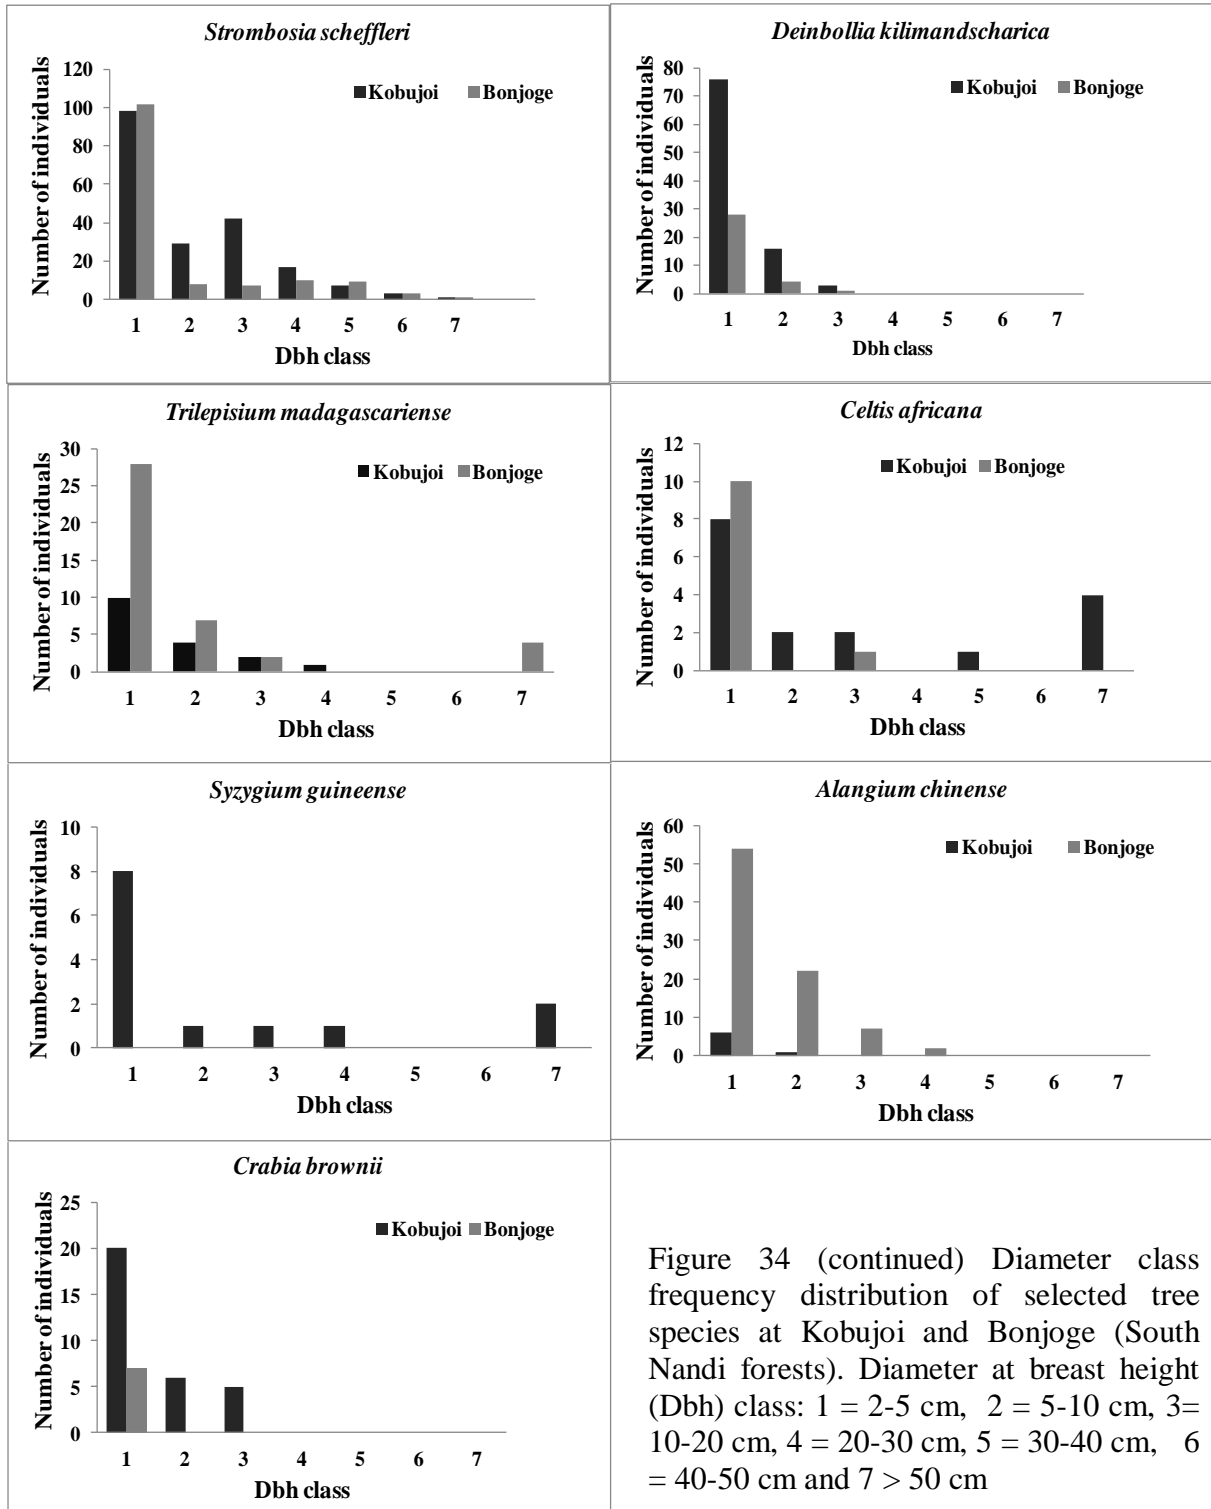 Strombosia scheffleri
120
100
80
60
40
20
0
Number of individuals
Kobujoi Bonjoge
1 2 3 4 5 6 7
Dbh class
Deinbollia kilimandscharica
80
70
60
50
40
30
20
10
0
Number of individuals
Kobujoi Bonjoge
1 2 3 4 5 6 7
Dbh class
Trilepisium madagascariense
30
25
20
15
10
5
0
Number of individuals
Kobujoi Bonjoge
1 2 3 4 5 6 7
Dbh class
Celtis africana
12
10
8
6
4
2
0
Number of individuals
Kobujoi Bonjoge
1 2 3 4 5 6 7
Dbh class
Syzygium guineense
10
8
6
4
2
0
Number of individuals
1 2 3 4 5 6 7
Dbh class
Alangium chinense
60
50
40
30
20
10
0
Number of individuals
Kobujoi Bonjoge
1 2 3 4 5 6 7
Dbh class
Crabia brownii
25
20
15
10
5
0
Number of individuals
Kobujoi Bonjoge
1 2 3 4 5 6 7
Dbh class
Figure 34 (continued) Diameter class
frequency distribution of selected tree
species at Kobujoi and Bonjoge (South
Nandi forests). Diameter at breast height
(Dbh) class: 1 = 2-5 cm, 2 = 5-10 cm, 3=
10-20 cm, 4 = 20-30 cm, 5 = 30-40 cm, 6
= 40-50 cm and 7 > 50 cm